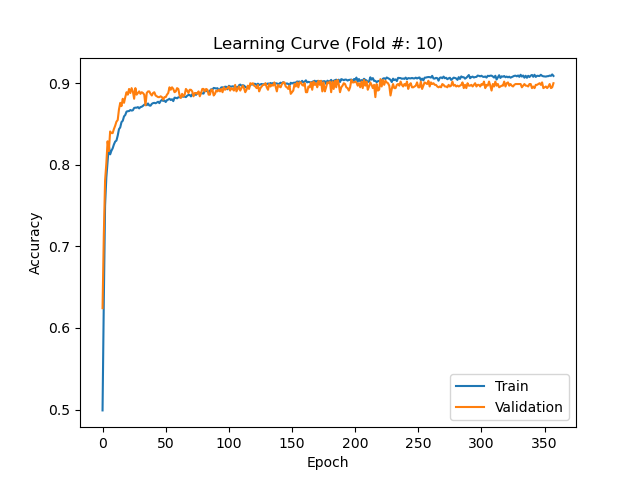 Learning Curve (Fold #: 10)
0.9
0.8
0.7
0.6
0.5
Accuracy
0 50 100 150 200 250 300 350
Epoch
Train
Validation